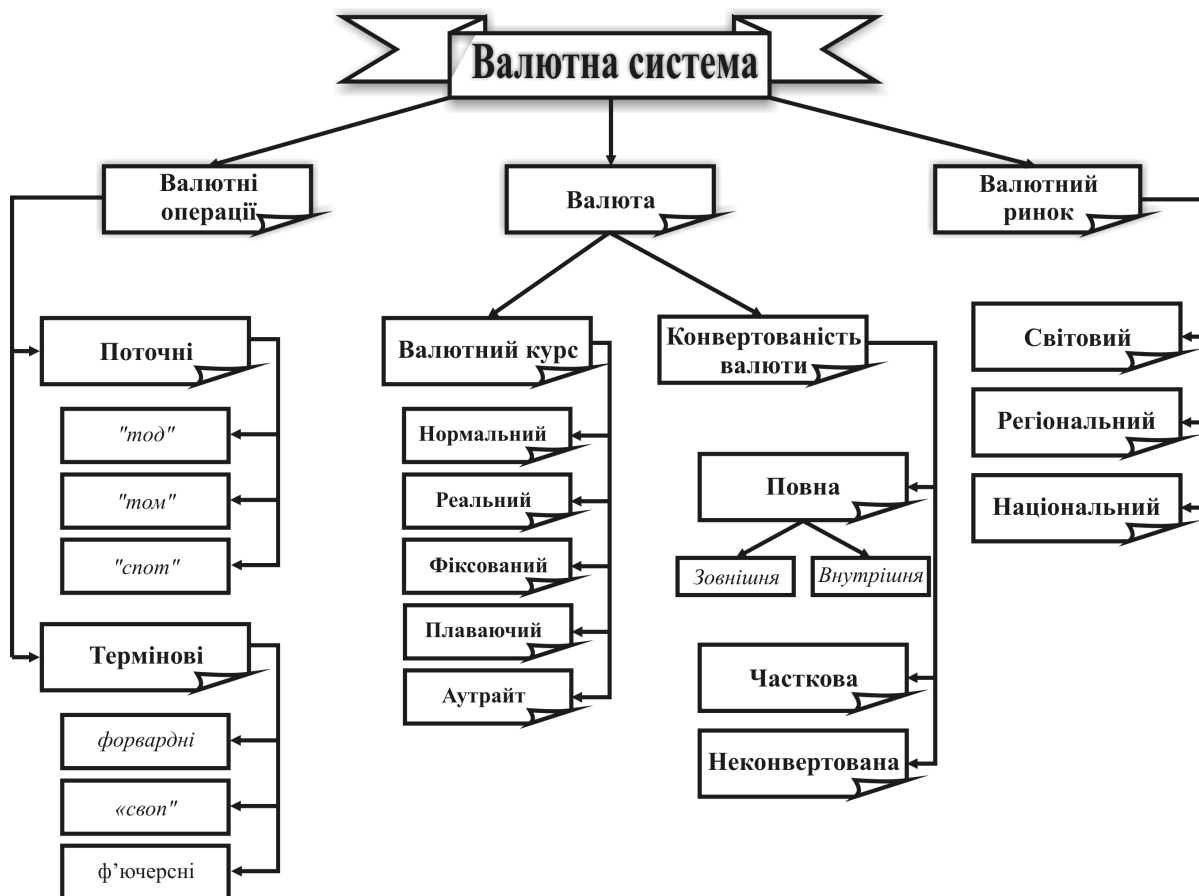 Валютна система
Валютні
операції
Валюта
Валютний
ринок
Поточні
"тод"
"том"
"спот"
Термінові
форвардні
«своп"
ф’ючерсні
Валютний курс
Нормальний
Реальний
Фіксований
Плаваючий
Аутрайт
Конвертованість
валюти
Повна
Зовнішня
Внутрішня
Часткова
Неконвертована
Світовий
Регіональний
Національний